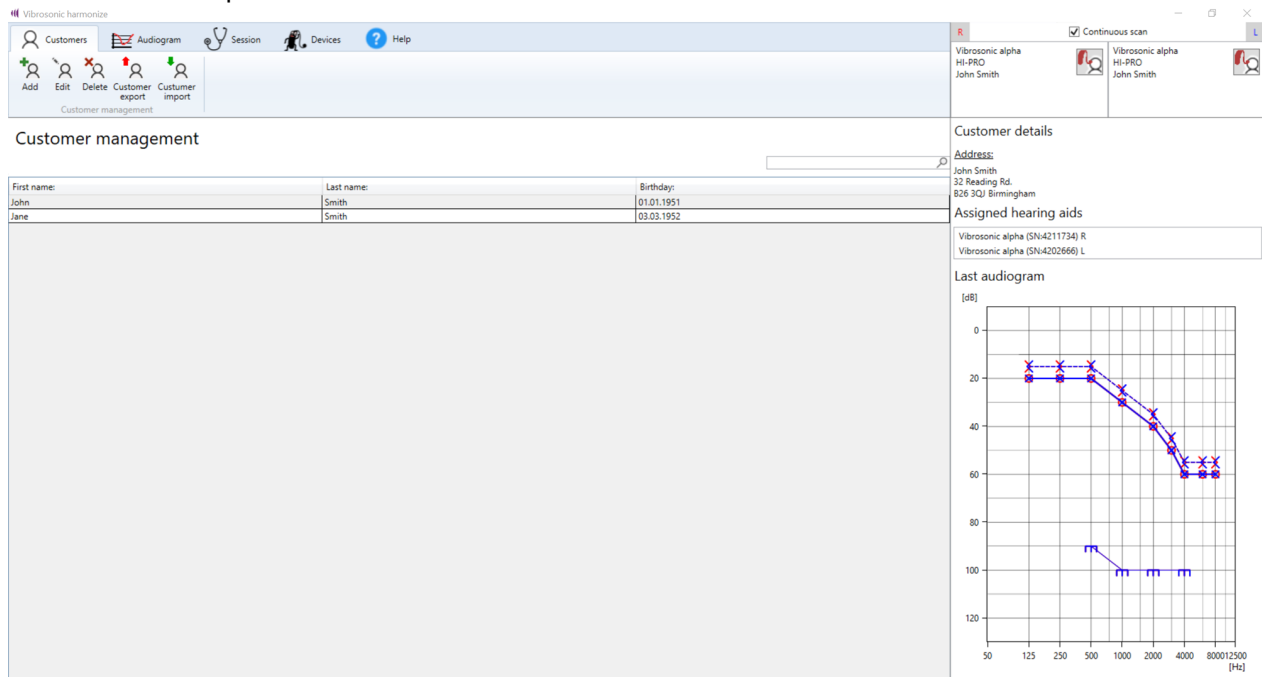 Vibrosonic harmonize
Customers Audiogram Session Devices Help
Add Edit Delete Customer export Custumer import
Customer management
R Continuous scan L
Vibrosonic alpha
HI-PRO
John Smith
Vibrosonic alpha
HI-PRO
John Smith
Customer management
First name: Last name: Birthday:
John Smith 01.01.1951
Jane Smith 03.03.1952
Customer details
Address:
John Smith
32 Reading Rd.
B26 3QJ Birmingham
Assigned hearing aids
Vibrosonic alpha (SN:4211734) R
Vibrosonic alpha (SN:4202666) L
Last audiogram
[dB]
0
20
40
60
80
100
120
50 125 250 500 1000 2000 4000 8000 12500
[Hz]